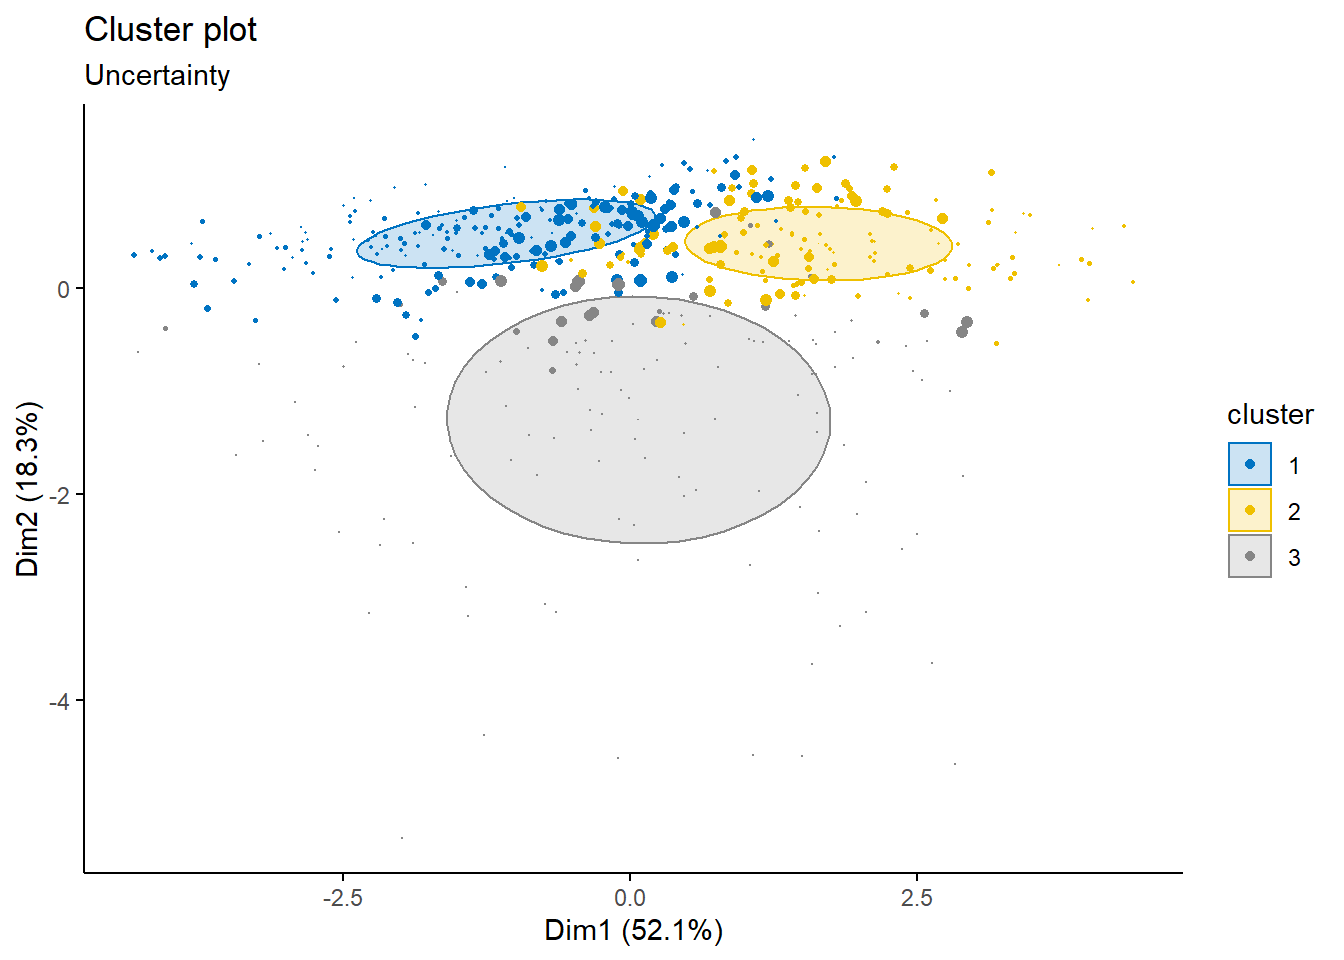 Cluster plot
Uncertainty
0
-2
-4
Dim2 (18.3%)
-2.5
0.0
2.5
Dim1 (52.1%)
cluster
1
2
3